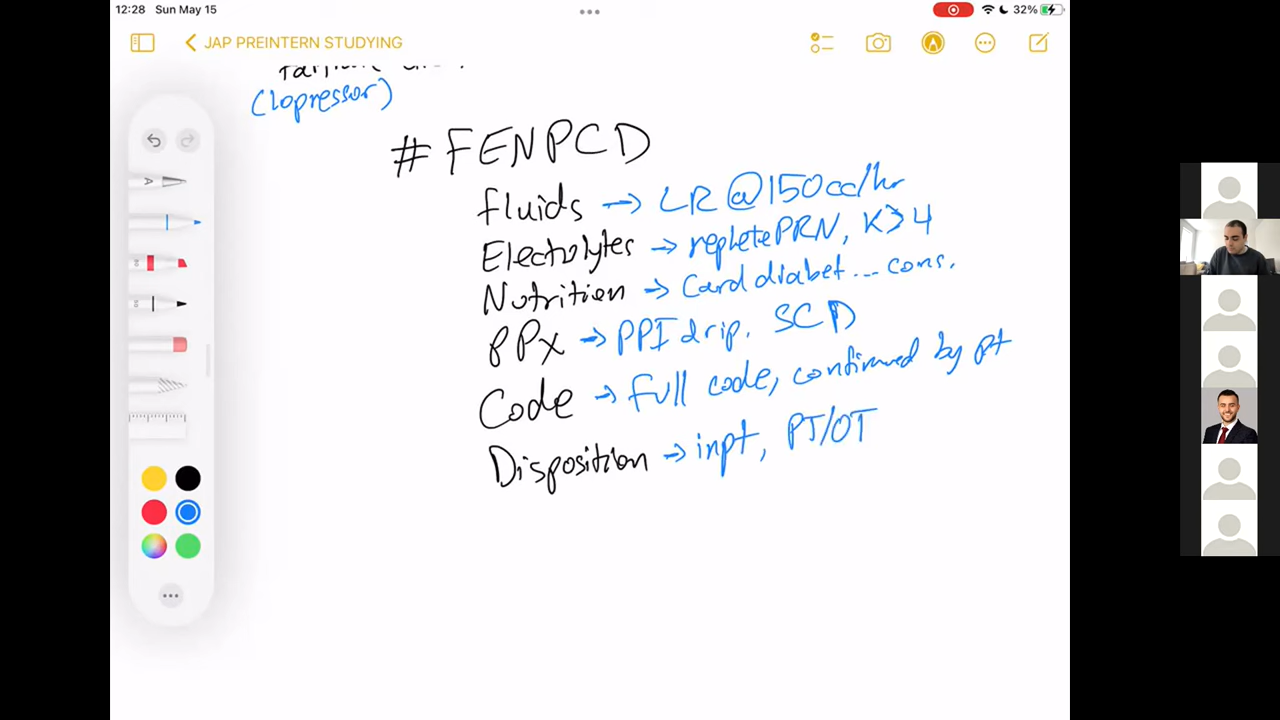 12:28 Sun May 15
32%
JAP PREINTERN STUDYING
(lopressor)
#FENPCD
fluids → LR @150cc/hr
Electrolytes → replete PRN, K>4
Nutrition → Card diabet... cons.
PPx → PPI drip. SCD
Code → full code, confirmed by pt
Disposition → inpt, PT/OT